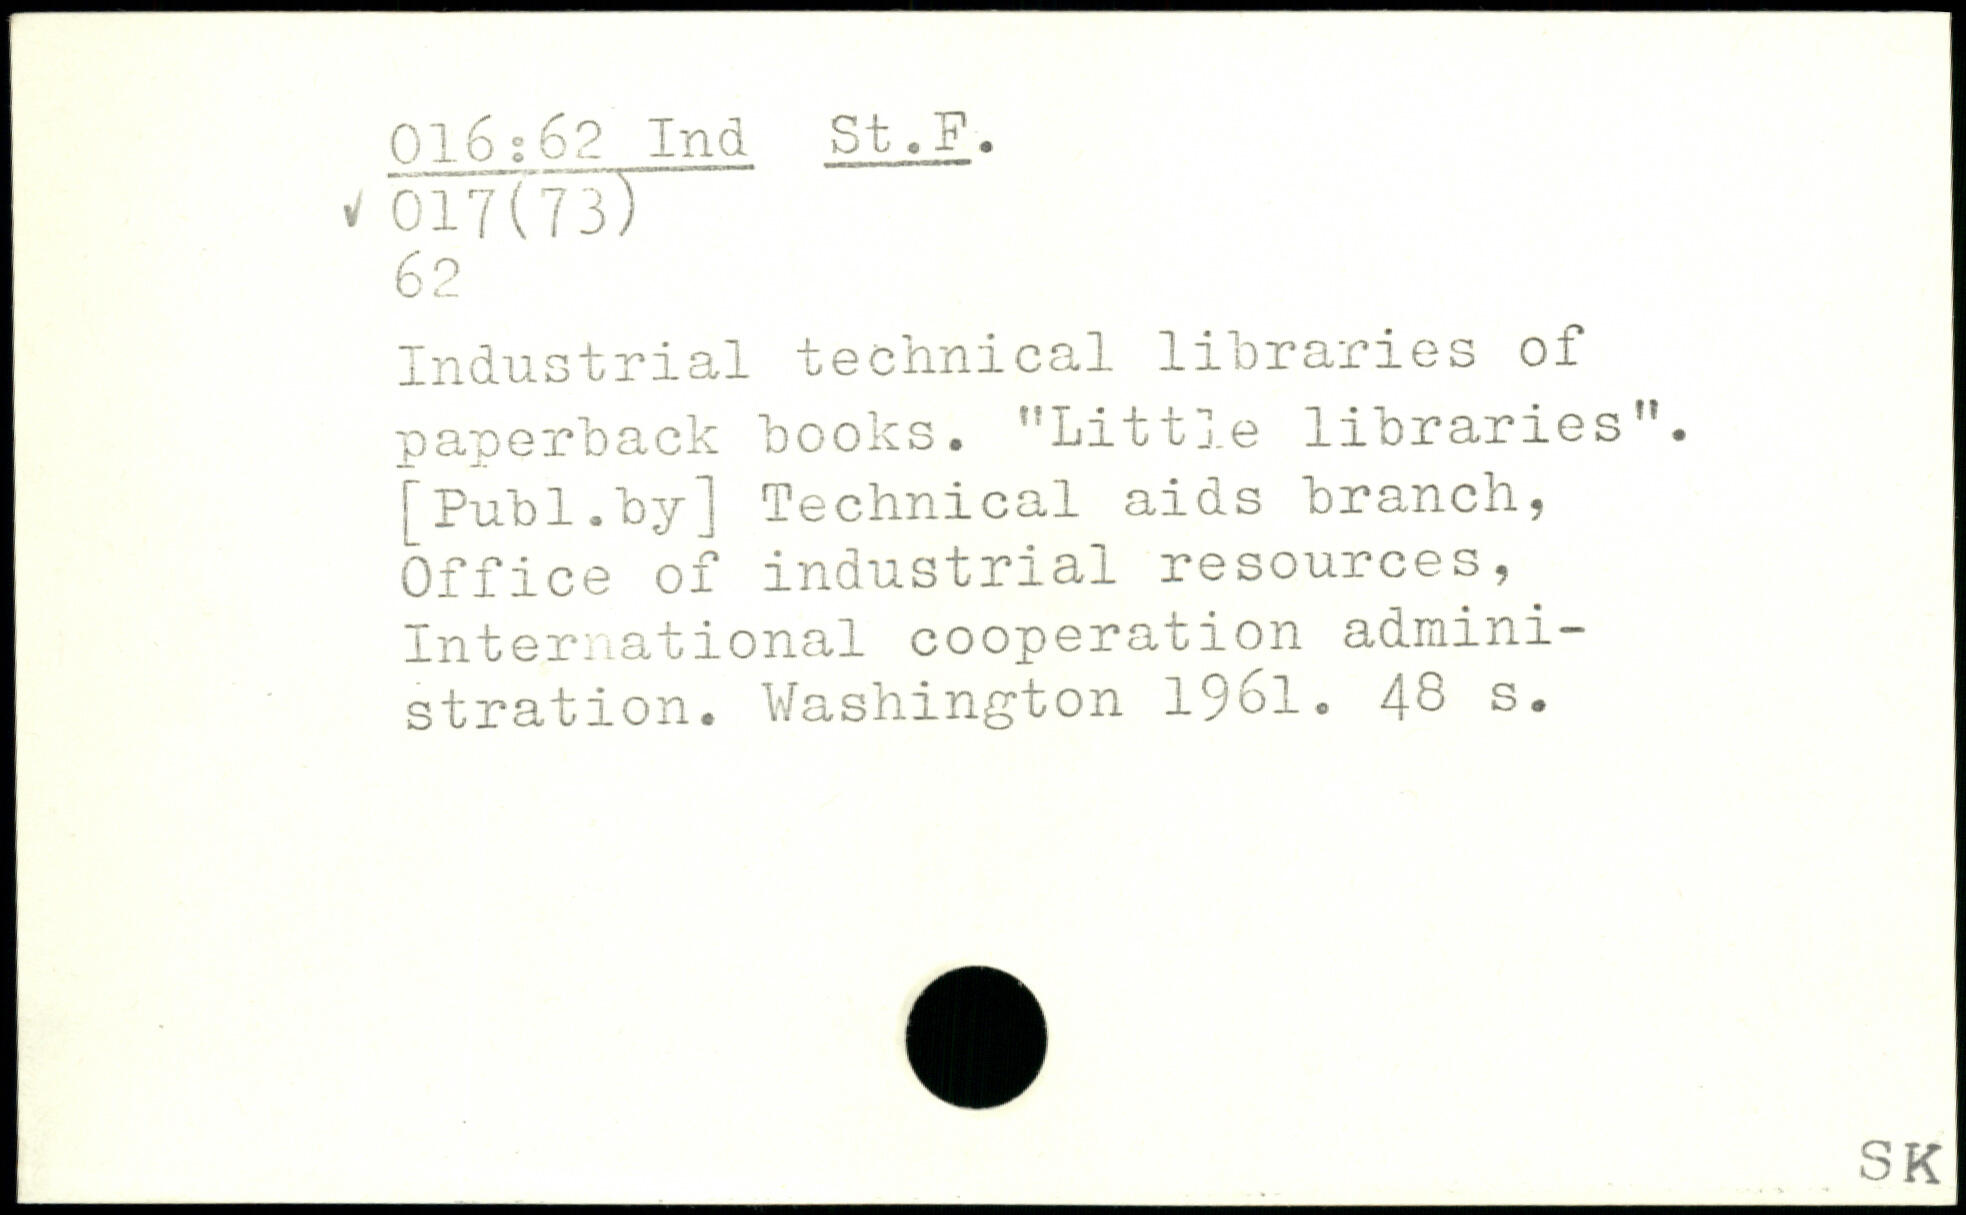 016:62 Ind St.F.
✓ 017(73)
62
Industrial technical libraries of
paperback books. "Little libraries".
[Publ.by] Technical aids branch,
Office of industrial resources,
International cooperation admini-
stration. Washington 1961. 48 s.
SK